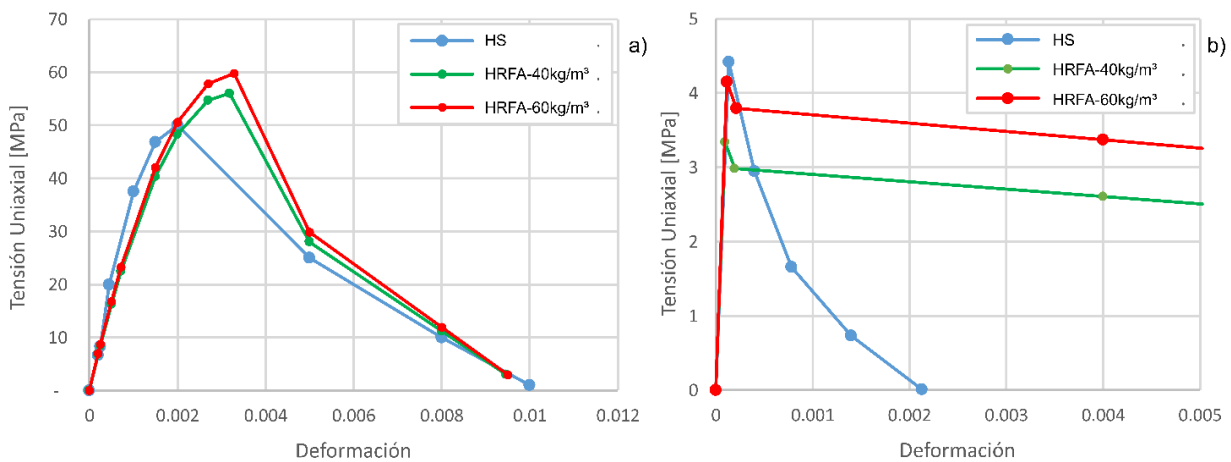 70
60
50
40
30
20
10
-
Tensión Uniaxial [MPa]
HS .
HRFA-40kg/m³ .
HRFA-60kg/m³ .
a)
0
0.002
0.004
0.006
0.008
0.01
0.012
Deformación
5
4
3
2
1
0
Tensión Uniaxial [MPa]
HS .
HRFA-40kg/m³ .
HRFA-60kg/m³ .
b)
0
0.001
0.002
0.003
0.004
0.005
Deformación